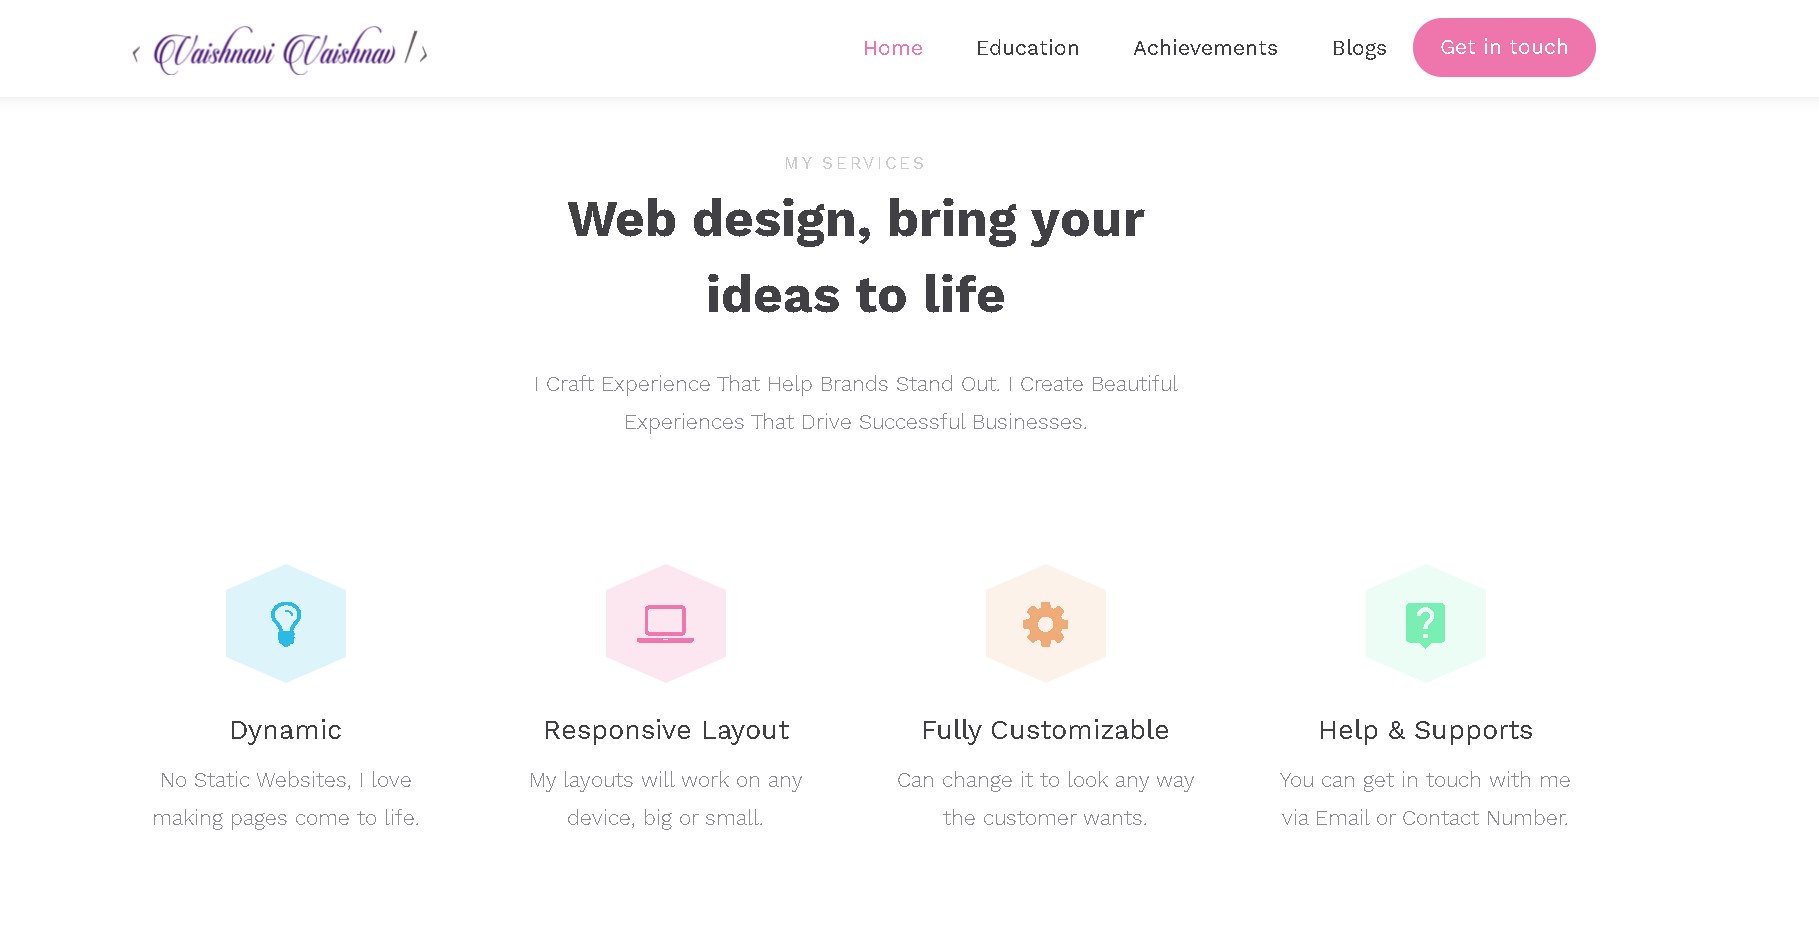 ‹ Vaishnavi Vaishnav /›
Home Education Achievements Blogs Get in touch
MY SERVICES
Web design, bring your
ideas to life
I Craft Experience That Help Brands Stand Out. I Create Beautiful
Experiences That Drive Successful Businesses.
Dynamic
No Static Websites, I love
making pages come to life.
Responsive Layout
My layouts will work on any
device, big or small.
Fully Customizable
Can change it to look any way
the customer wants.
Help & Supports
You can get in touch with me
via Email or Contact Number.